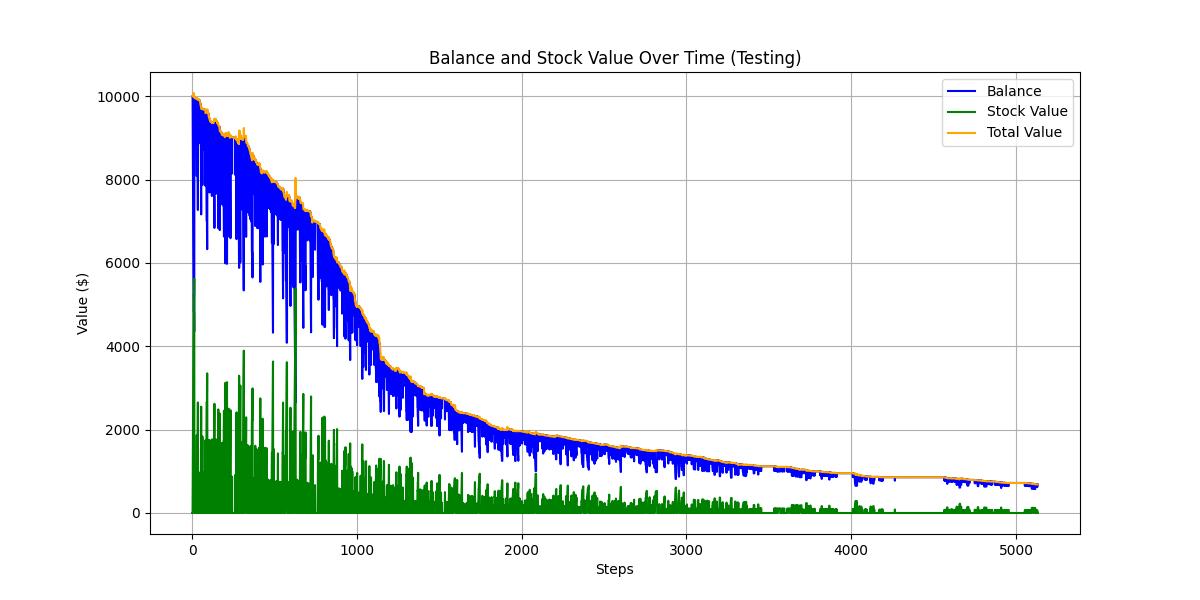 Balance and Stock Value Over Time (Testing)
Balance
Stock Value
Total Value
Value ($)
10000
8000
6000
4000
2000
0
0 1000 2000 3000 4000 5000
Steps